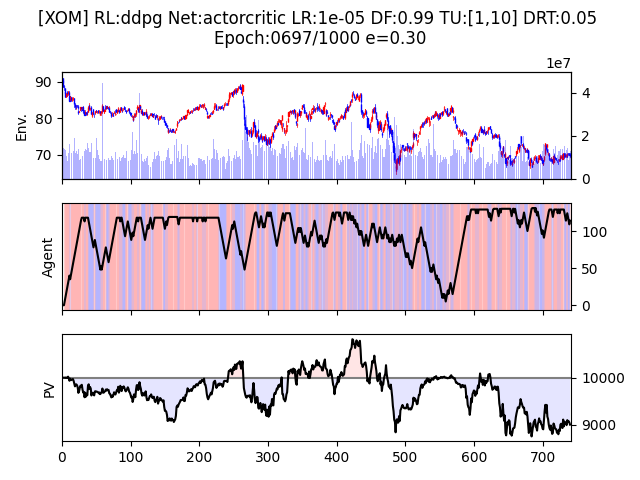 [XOM] RL:ddpg Net:actorcritic LR:1e-05 DF:0.99 TU:[1,10] DRT:0.05
Epoch:0697/1000 e=0.30
1e7
90
80
70
Env.
4
2
0
Agent
100
50
0
PV
10000
9000
0 100 200 300 400 500 600 700